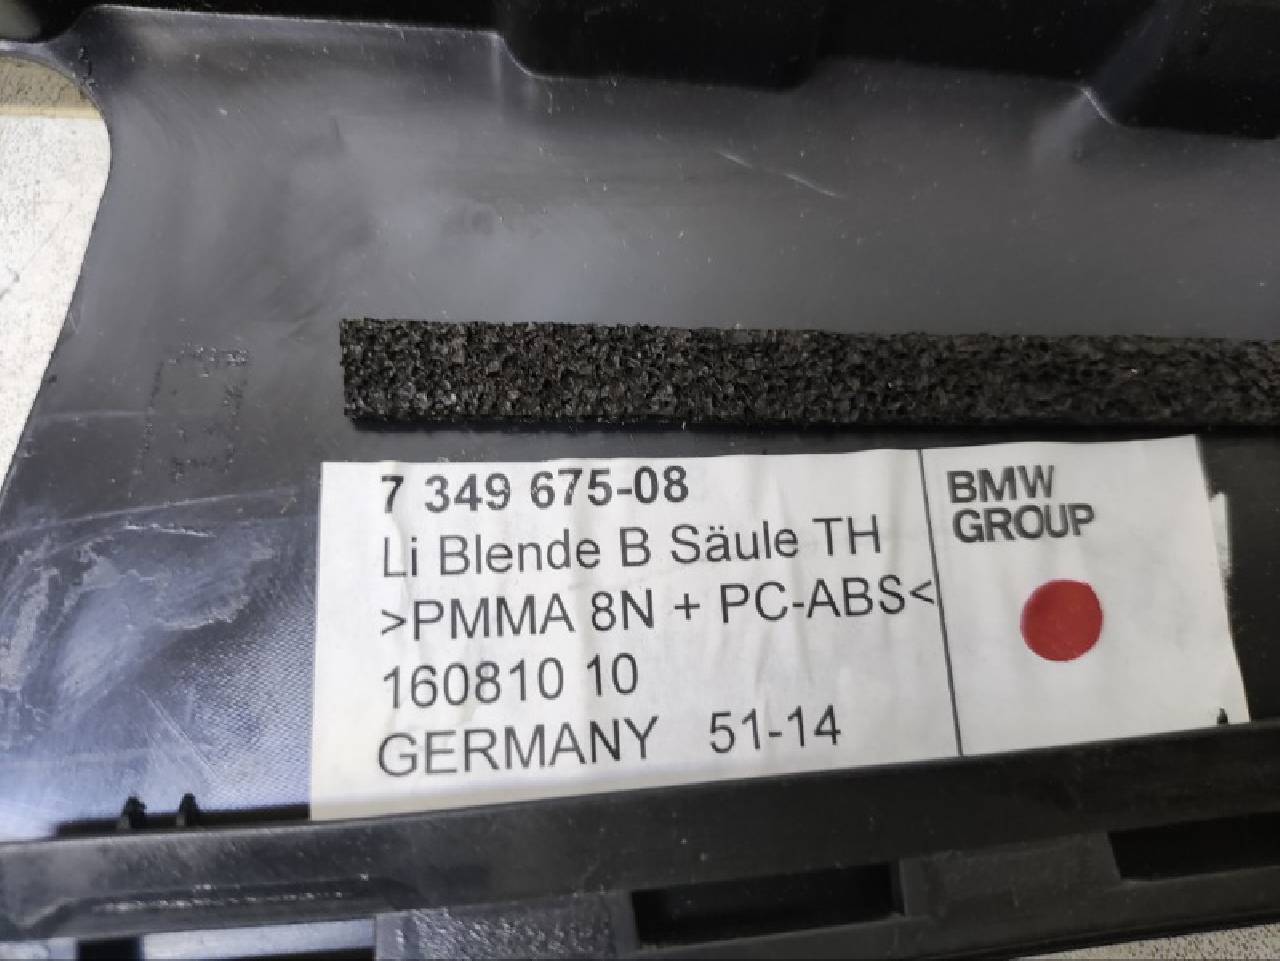 7 349 675-08
Li Blende B Säule TH
>PMMA 8N + PC-ABS<
160810 10
GERMANY 51-14
BMW
GROUP